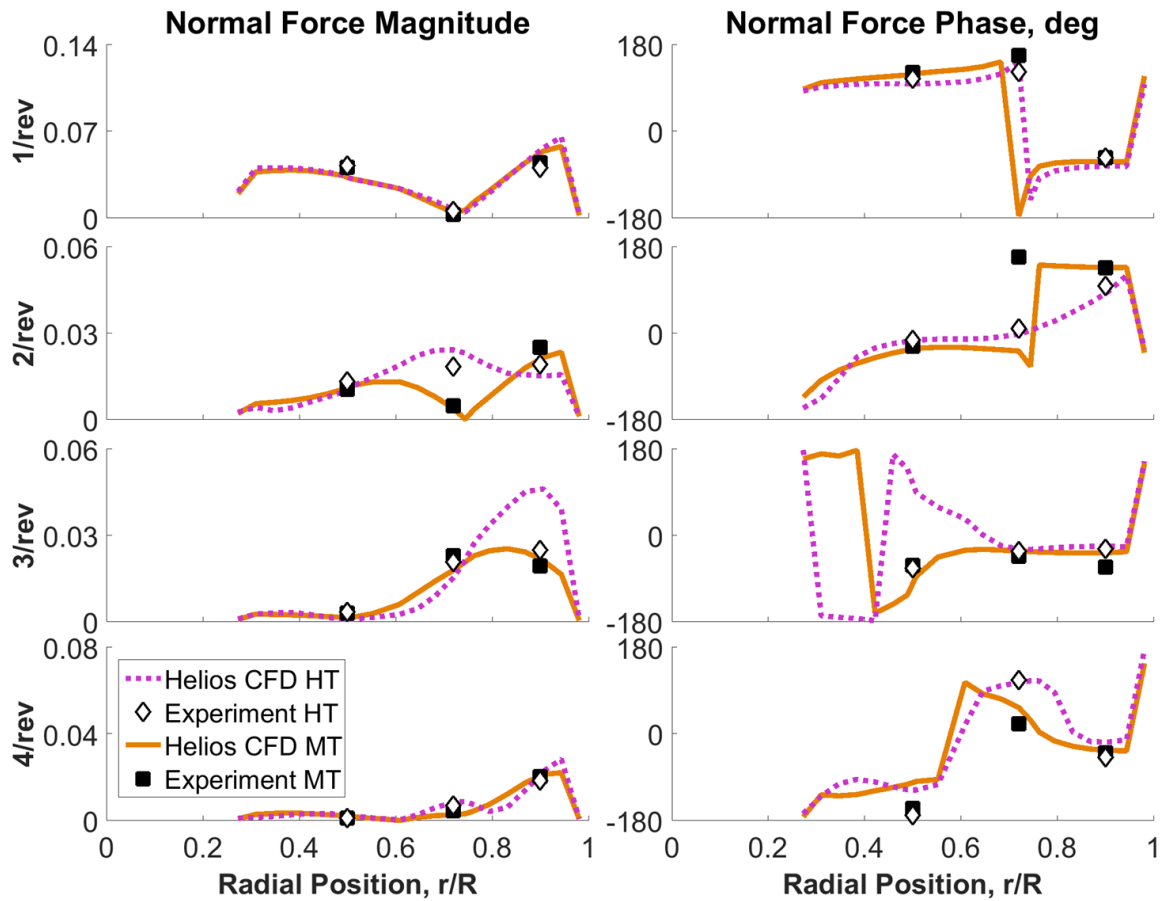 Normal Force Magnitude
Normal Force Phase, deg
0.14
0.07
0
1/rev
180
0
-180
0.06
0.03
0
2/rev
180
0
-180
0.06
0.03
0
3/rev
180
0
-180
0.08
0.04
0
4/rev
180
0
-180
Helios CFD HT
Experiment HT
Helios CFD MT
Experiment MT
0 0.2 0.4 0.6 0.8 1
0 0.2 0.4 0.6 0.8 1
Radial Position, r/R
Radial Position, r/R